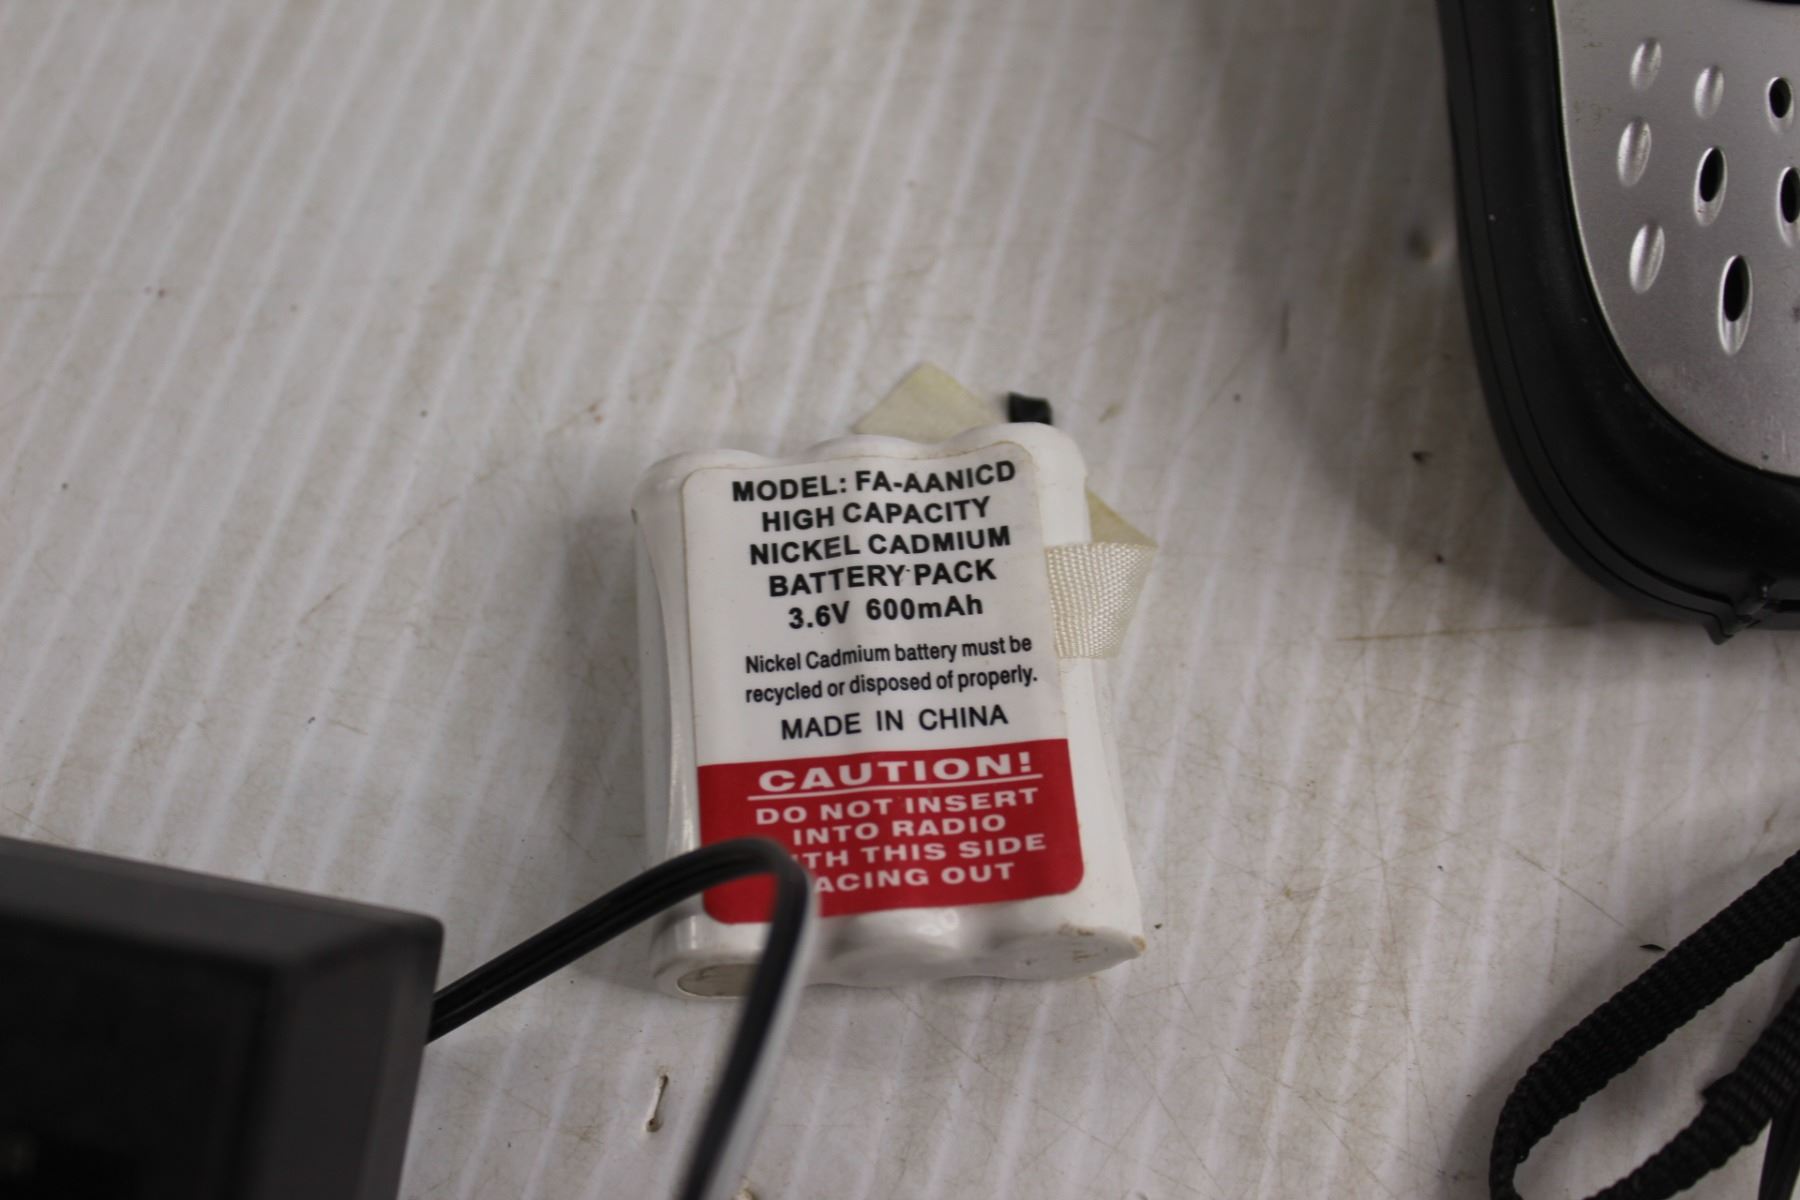 MODEL: FA-AANICD
HIGH CAPACITY
NICKEL CADMIUM
BATTERY PACK
3.6V 600mAh
Nickel Cadmium battery must be
recycled or disposed of properly.
MADE IN CHINA
CAUTION!
DO NOT INSERT
INTO RADIO
THIS SIDE
OUT